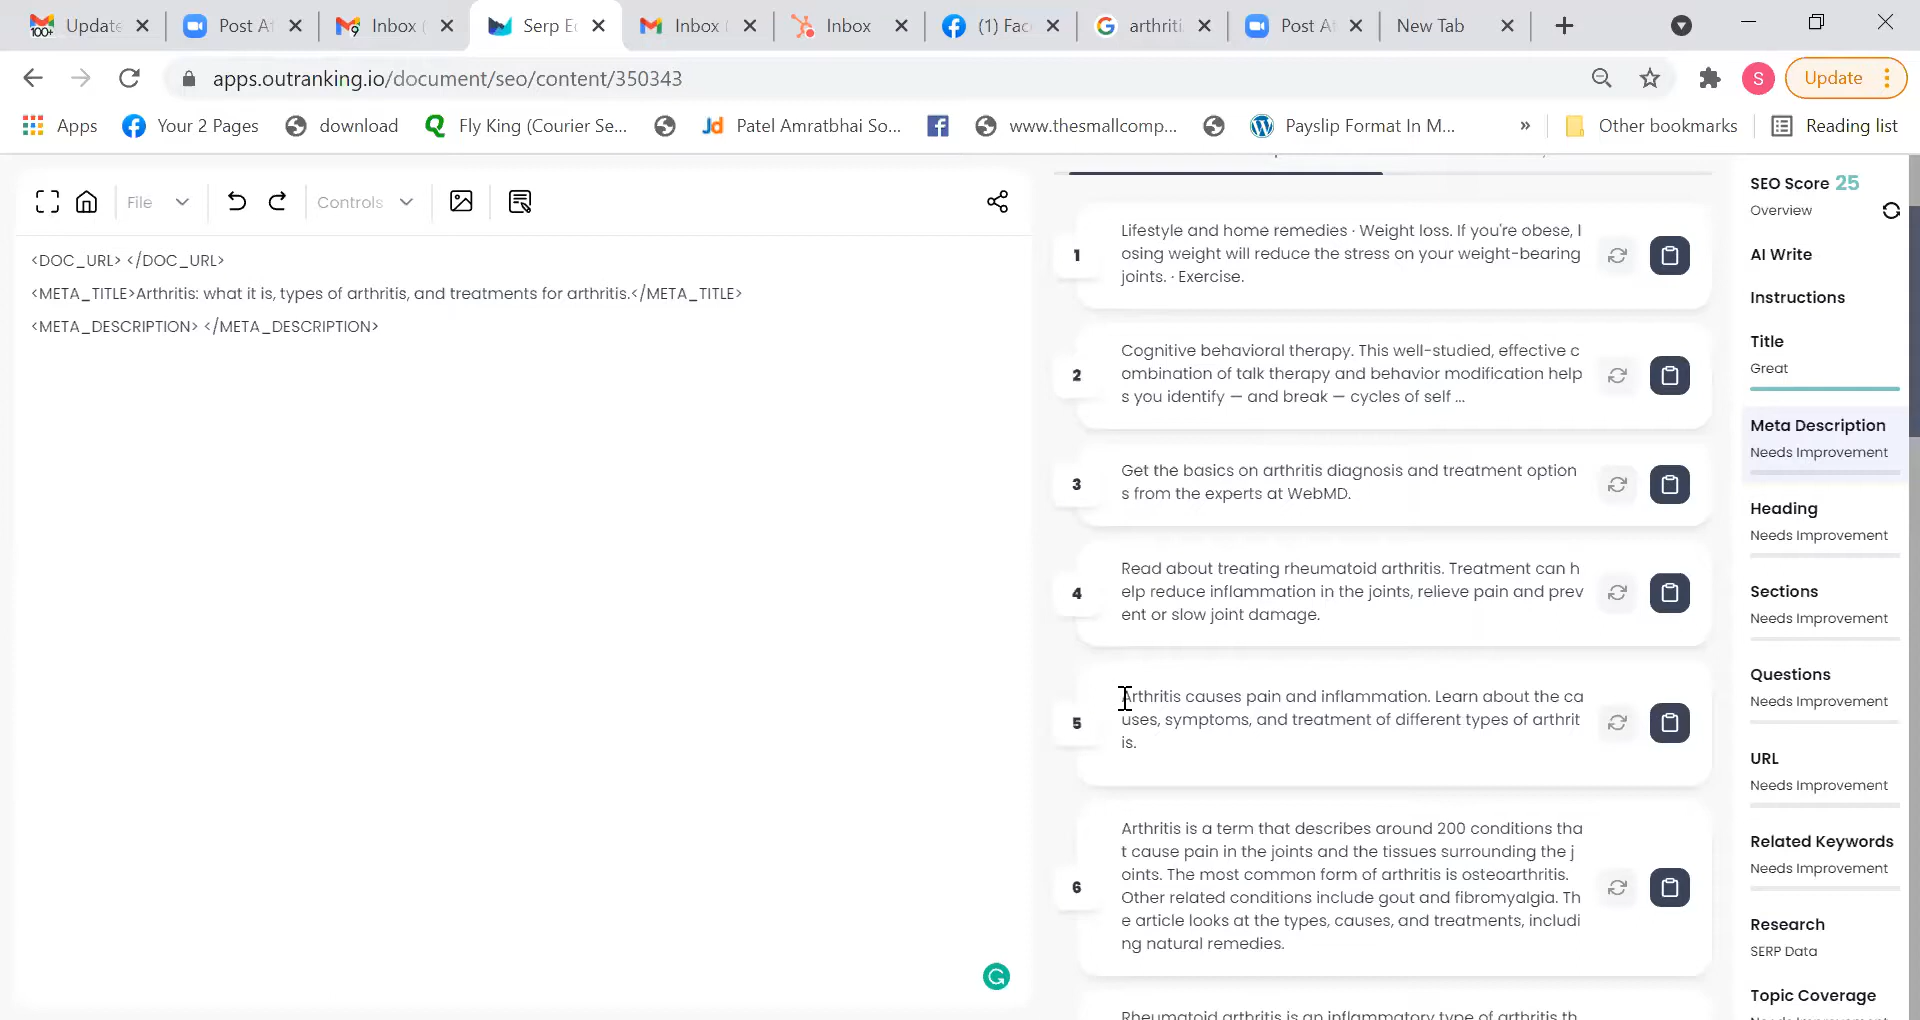 Update
Post Af
Inbox (
Serp Ec
Inbox (
Inbox
(1) Fac
arthriti
Post At
New Tab
apps.outranking.io/document/seo/content/350343
S
Update
Apps
Your 2 Pages
download
Fly King (Courier Se...
Patel Amratbhai So...
www.thesmallcomp...
Payslip Format In M...
»
Other bookmarks
Reading list
File
Controls
<DOC_URL> </DOC_URL>
<META_TITLE>Arthritis: what it is, types of arthritis, and treatments for arthritis.</META_TITLE>
<META_DESCRIPTION> </META_DESCRIPTION>
1
Lifestyle and home remedies · Weight loss. If you're obese, l
osing weight will reduce the stress on your weight-bearing
joints. · Exercise.
2
Cognitive behavioral therapy. This well-studied, effective c
ombination of talk therapy and behavior modification help
s you identify — and break — cycles of self ...
3
Get the basics on arthritis diagnosis and treatment option
s from the experts at WebMD.
4
Read about treating rheumatoid arthritis. Treatment can h
elp reduce inflammation in the joints, relieve pain and prev
ent or slow joint damage.
5
Arthritis causes pain and inflammation. Learn about the ca
uses, symptoms, and treatment of different types of arthrit
is.
6
Arthritis is a term that describes around 200 conditions tha
t cause pain in the joints and the tissues surrounding the j
oints. The most common form of arthritis is osteoarthritis.
Other related conditions include gout and fibromyalgia. Th
e article looks at the types, causes, and treatments, includi
ng natural remedies.
Rheumatoid arthritis is an inflammatory type of arthritis th
SEO Score 25
Overview
AI Write
Instructions
Title
Great
Meta Description
Needs Improvement
Heading
Needs Improvement
Sections
Needs Improvement
Questions
Needs Improvement
URL
Needs Improvement
Related Keywords
Needs Improvement
Research
SERP Data
Topic Coverage